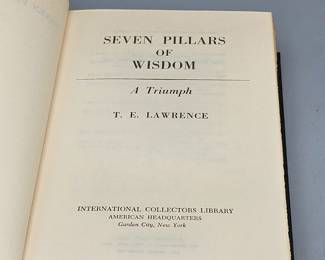 SEVEN PILLARS
OF
WISDOM
A Triumph
T. E. LAWRENCE
INTERNATIONAL COLLECTORS LIBRARY
AMERICAN HEADQUARTERS
Garden City, New York